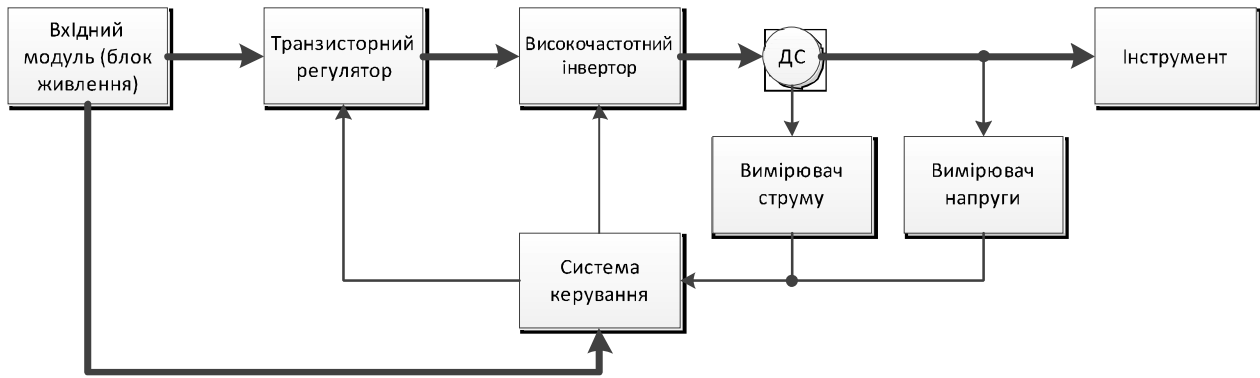 ВхІдний
модуль (блок
живлення)
Транзисторний
регулятор
Високочастотний
інвертор
ДС
Інструмент
Вимірювач
струму
Вимірювач
напруги
Система
керування